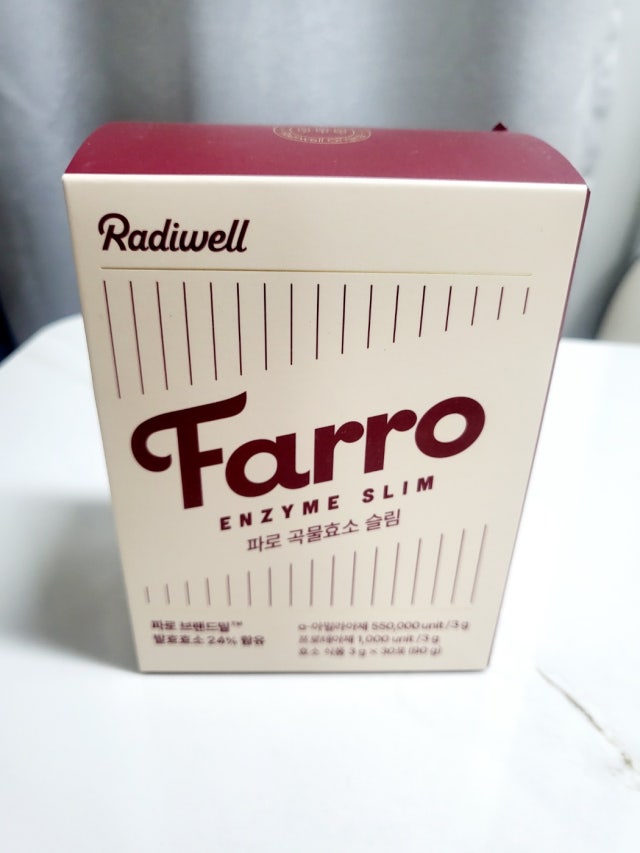 Radiwell
Farro
ENZYME SLIM
파로 곡물효소 슬림
파로 브랜드밀™
발효효소 24% 함유
α-아밀라아제 550,000 unit / 3 g
프로테아제 1,000 unit / 3 g
효소 식품 3 g × 30포 (90 g)